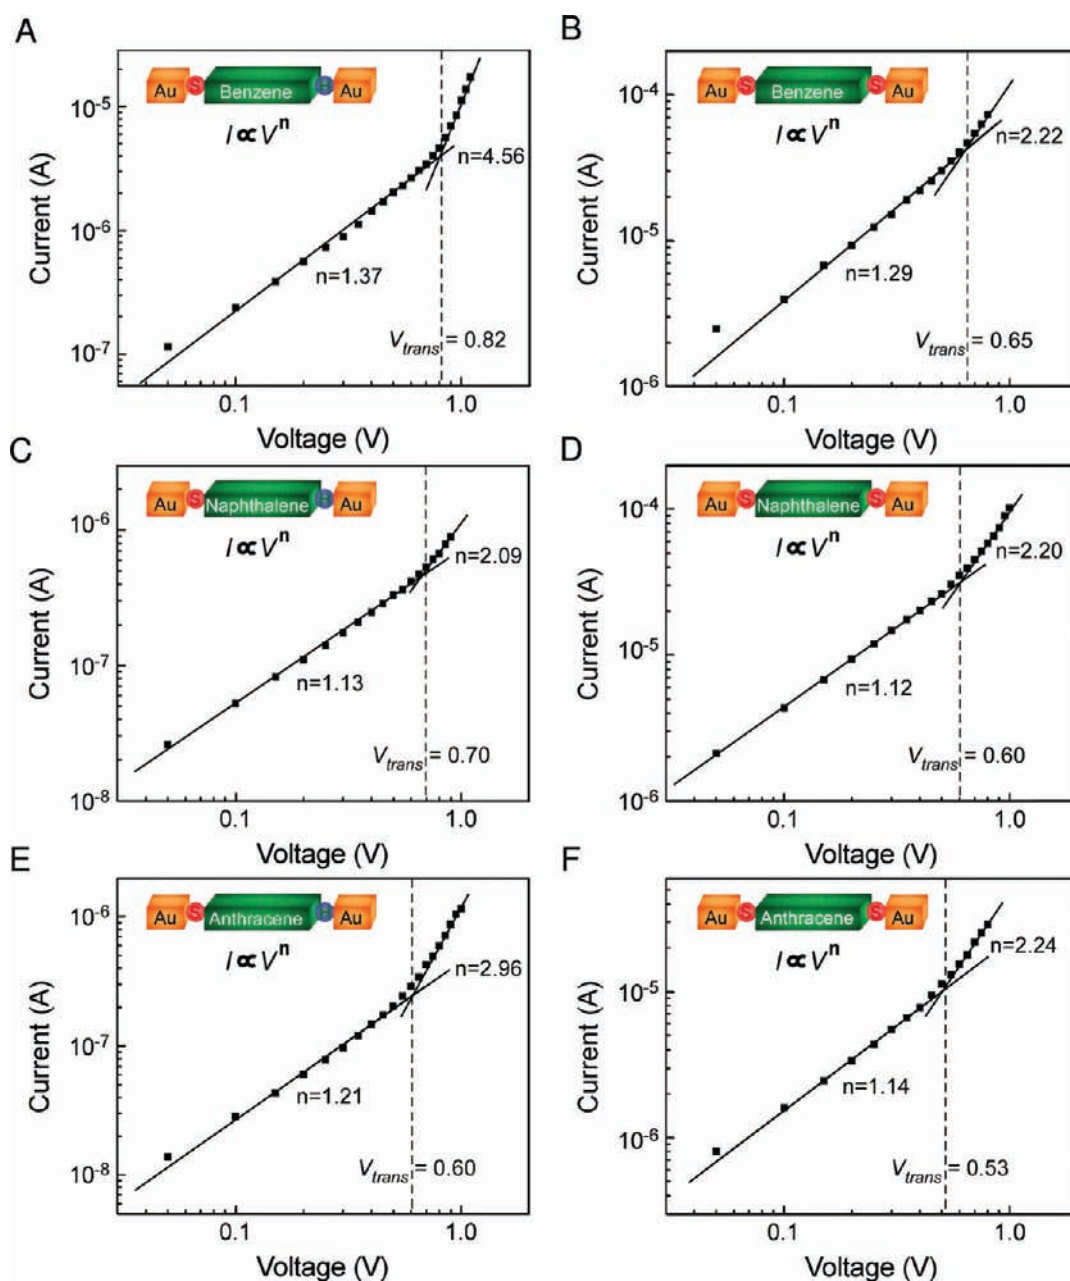 A
Au S Benzene H Au
I ∝ Vⁿ
n=4.56
n=1.37
V_trans = 0.82
10⁻⁵
10⁻⁶
10⁻⁷
Current (A)
0.1 1.0
Voltage (V)
B
Au S Benzene S Au
I ∝ Vⁿ
n=2.22
n=1.29
V_trans = 0.65
10⁻⁴
10⁻⁵
10⁻⁶
Current (A)
0.1 1.0
Voltage (V)
C
Au S Naphthalene H Au
I ∝ Vⁿ
n=2.09
n=1.13
V_trans = 0.70
10⁻⁶
10⁻⁷
10⁻⁸
Current (A)
0.1 1.0
Voltage (V)
D
Au S Naphthalene S Au
I ∝ Vⁿ
n=2.20
n=1.12
V_trans = 0.60
10⁻⁴
10⁻⁵
10⁻⁶
Current (A)
0.1 1.0
Voltage (V)
E
Au S Anthracene H Au
I ∝ Vⁿ
n=2.96
n=1.21
V_trans = 0.60
10⁻⁶
10⁻⁷
10⁻⁸
Current (A)
0.1 1.0
Voltage (V)
F
Au S Anthracene S Au
I ∝ Vⁿ
n=2.24
n=1.14
V_trans = 0.53
10⁻⁵
10⁻⁶
Current (A)
0.1 1.0
Voltage (V)